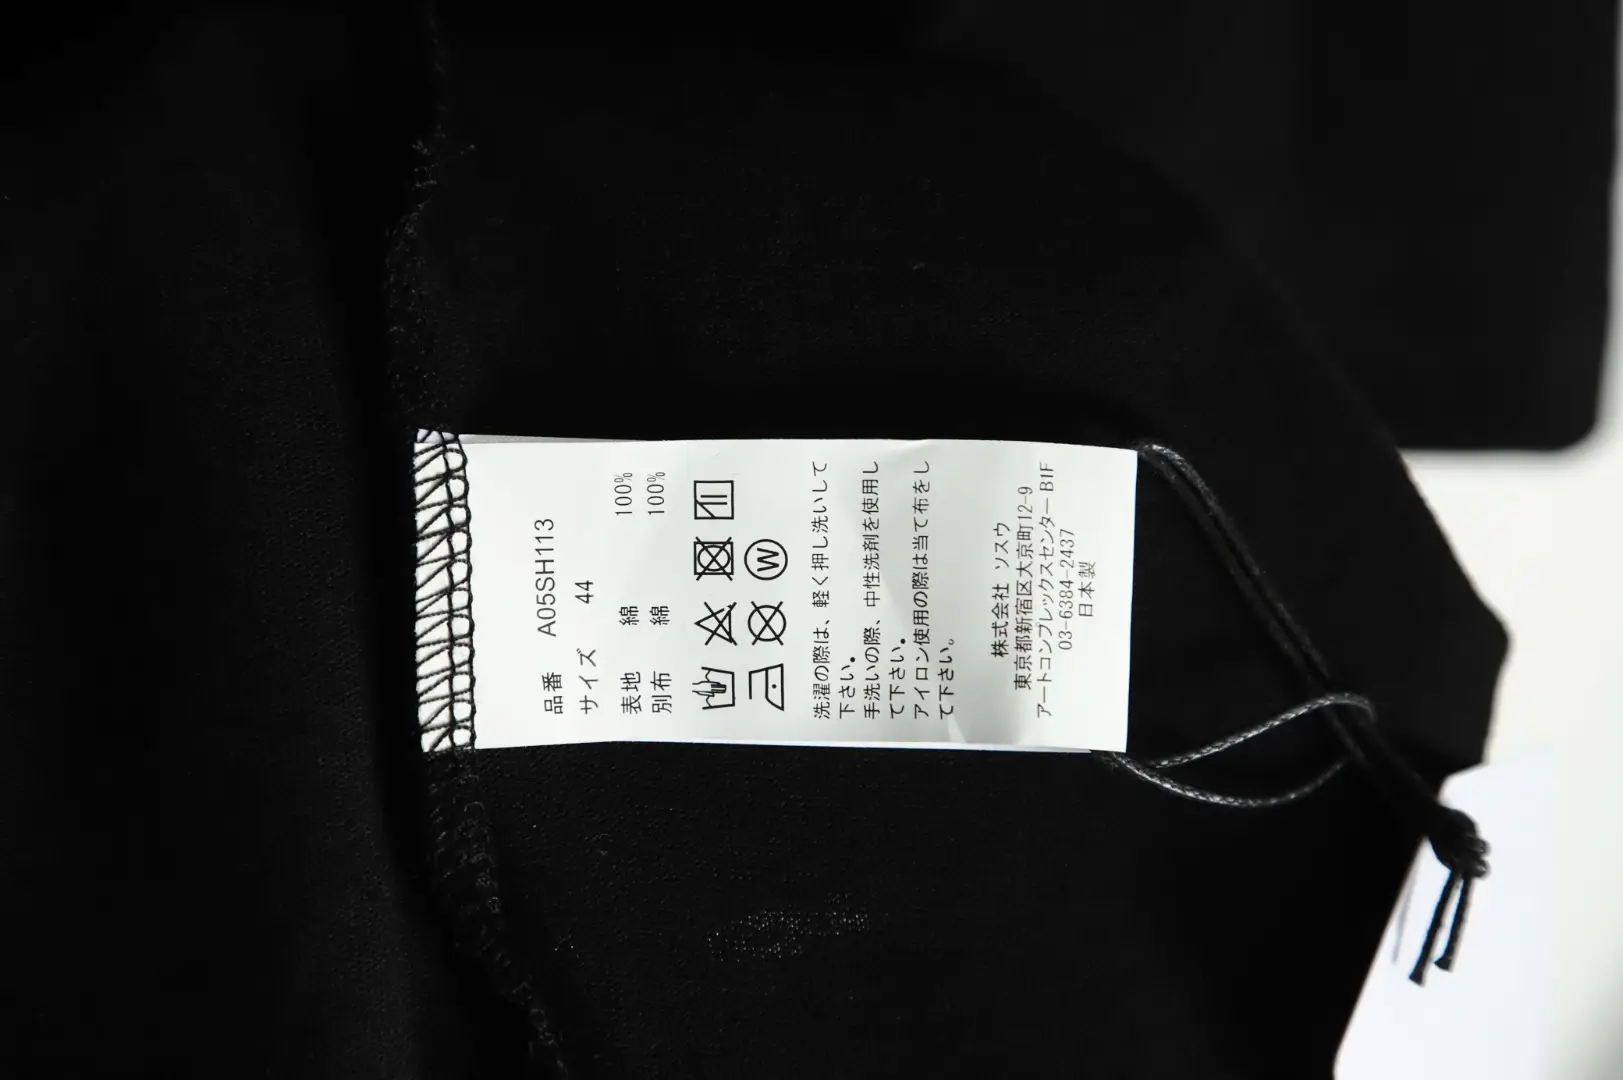 品番 A05SH113
サイズ 44
表地 綿 100%
別布 綿 100%
W
洗濯の際は、軽く押し洗いして
下さい。
手洗いの際、中性洗剤を使用し
て下さい。
アイロン使用の際は当て布をし
て下さい。
株式会社 ソスウ
東京都新宿区大京町12-9
アートコンプレックスセンターB1F
03-6384-2437
日本製